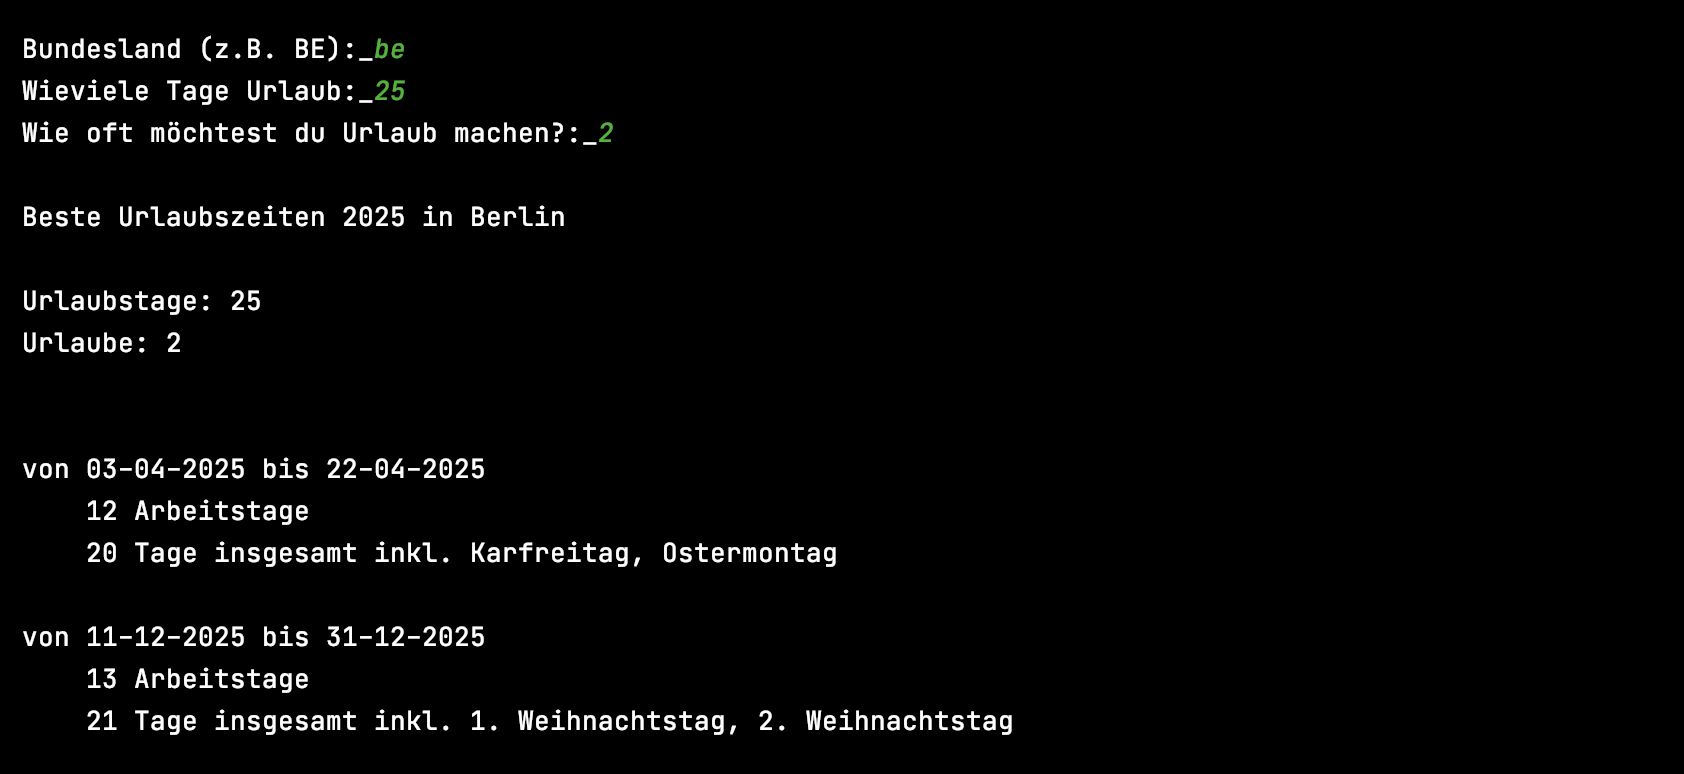 Bundesland (z.B. BE):_be
Wieviele Tage Urlaub:_25
Wie oft möchtest du Urlaub machen?:_2
Beste Urlaubszeiten 2025 in Berlin
Urlaubstage: 25
Urlaube: 2
von 03-04-2025 bis 22-04-2025
12 Arbeitstage
20 Tage insgesamt inkl. Karfreitag, Ostermontag
von 11-12-2025 bis 31-12-2025
13 Arbeitstage
21 Tage insgesamt inkl. 1. Weihnachtstag, 2. Weihnachtstag